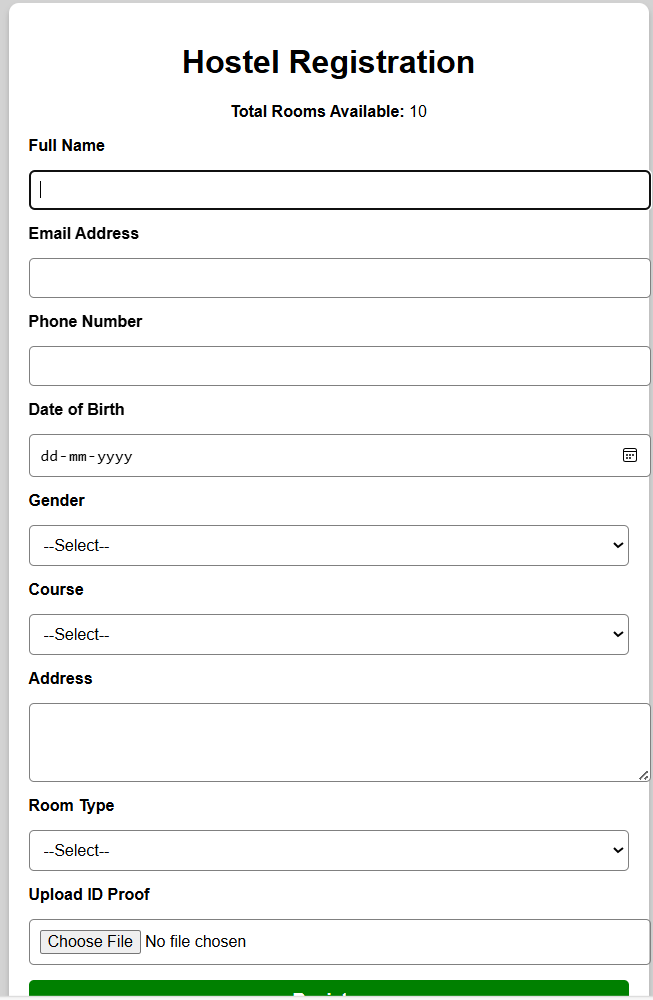 Hostel Registration
Total Rooms Available: 10
Full Name
Email Address
Phone Number
Date of Birth
dd-mm-yyyy
Gender
--Select--
Course
--Select--
Address
Room Type
--Select--
Upload ID Proof
Choose File No file chosen